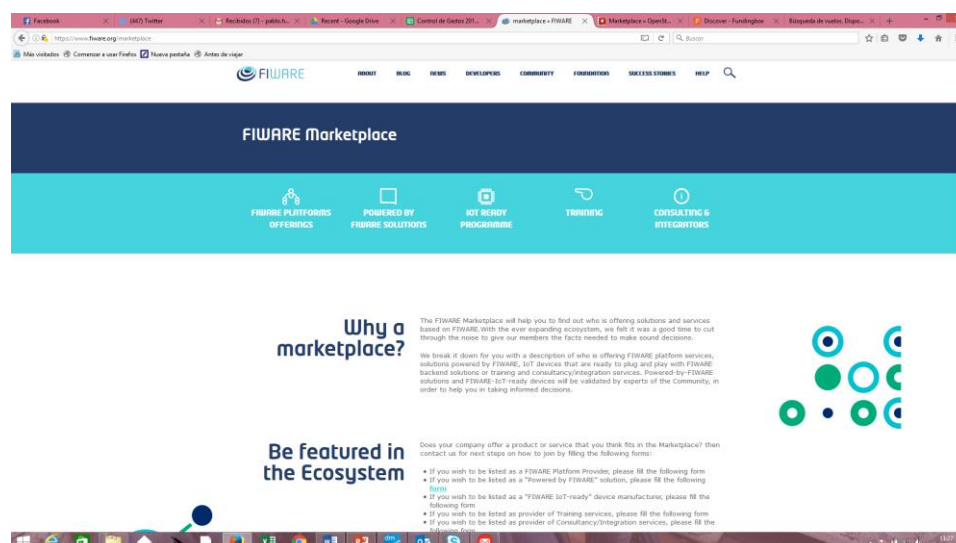 Facebook
(447) Twitter
Recibidos (7) - pablo.h...
Recent - Google Drive
Control de Gastos 201...
marketplace » FIWARE
Marketplace » OpenSt...
Discover - Fundingbox
Búsqueda de vuelos. Dispo...
https://www.fiware.org/marketplace
Buscar
Más visitados
Comenzar a usar Firefox
Nueva pestaña
Antes de viajar
FIWARE
ABOUT
BLOG
NEWS
DEVELOPERS
COMMUNITY
FOUNDATION
SUCCESS STORIES
HELP
FIWARE Marketplace
FIWARE PLATFORMS
OFFERINGS
POWERED BY
FIWARE SOLUTIONS
IOT READY
PROGRAMME
TRAINING
CONSULTING &
INTEGRATORS
Why a
marketplace?
The FIWARE Marketplace will help you to find out who is offering solutions and services
based on FIWARE.With the ever expanding ecosystem, we felt it was a good time to cut
through the noise to give our members the facts needed to make sound decisions.
We break it down for you with a description of who is offering FIWARE platform services,
solutions powered by FIWARE, IoT devices that are ready to plug and play with FIWARE
backend solutions or training and consultancy/integration services. Powered-by-FIWARE
solutions and FIWARE-IoT-ready devices will be validated by experts of the Community, in
order to help you in taking informed decisions.
Be featured in
the Ecosystem
Does your company offer a product or service that you think fits in the Marketplace? then
contact us for next steps on how to join by filling the following forms:
• If you wish to be listed as a FIWARE Platform Provider, please fill the following form
• If you wish to be listed as a "Powered by FIWARE" solution, please fill the following
form
• If you wish to be listed as a "FIWARE IoT-ready" device manufacturer, please fill the
following form
• If you wish to be listed as provider of Training services, please fill the following form
• If you wish to be listed as provider of Consultancy/Integration services, please fill the
following form
13:27